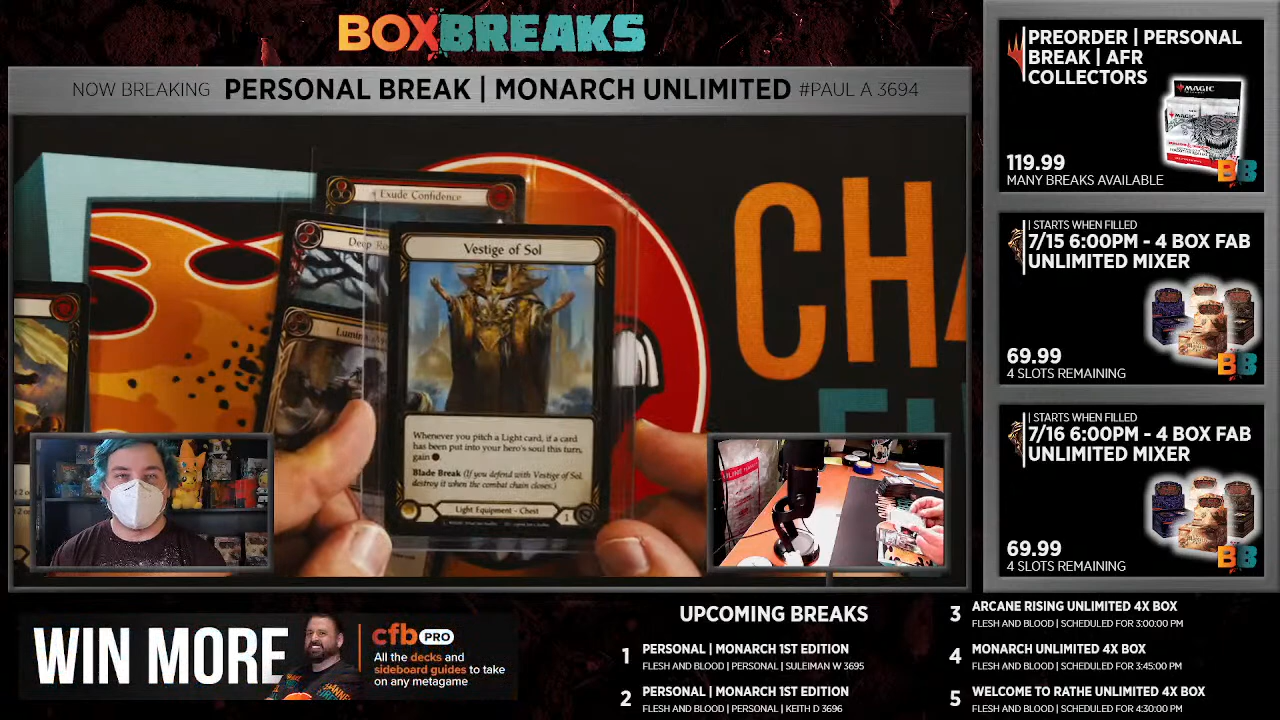 BOXBREAKS
NOW BREAKING PERSONAL BREAK | MONARCH UNLIMITED #PAUL A 3694
Exude Confidence
Deep Ro
Lumina
Vestige of Sol
Whenever you pitch a Light card, if a card
has been put into your hero's soul this turn,
gain
Blade Break (If you defend with Vestige of Sol,
destroy it when the combat chain closes.)
Light Equipment - Chest
1
CHA
PREORDER | PERSONAL
BREAK | AFR
COLLECTORS
MAGIC
119.99
MANY BREAKS AVAILABLE
BB
| STARTS WHEN FILLED
7/15 6:00PM - 4 BOX FAB
UNLIMITED MIXER
69.99
4 SLOTS REMAINING
BB
| STARTS WHEN FILLED
7/16 6:00PM - 4 BOX FAB
UNLIMITED MIXER
69.99
4 SLOTS REMAINING
BB
WIN MORE
cfb PRO
All the decks and
sideboard guides to take
on any metagame
UPCOMING BREAKS
1 PERSONAL | MONARCH 1ST EDITION
FLESH AND BLOOD | PERSONAL | SULEIMAN W 3695
2 PERSONAL | MONARCH 1ST EDITION
FLESH AND BLOOD | PERSONAL | KEITH D 3696
3 ARCANE RISING UNLIMITED 4X BOX
FLESH AND BLOOD | SCHEDULED FOR 3:00:00 PM
4 MONARCH UNLIMITED 4X BOX
FLESH AND BLOOD | SCHEDULED FOR 3:45:00 PM
5 WELCOME TO RATHE UNLIMITED 4X BOX
FLESH AND BLOOD | SCHEDULED FOR 4:30:00 PM